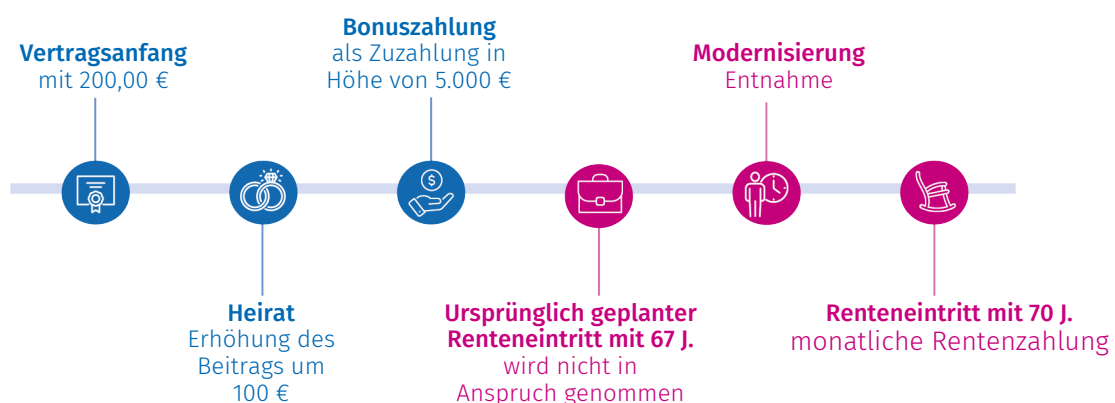 Vertragsanfang
mit 200,00 €
Heirat
Erhöhung des
Beitrags um
100 €
Bonuszahlung
als Zuzahlung in
Höhe von 5.000 €
$
Ursprünglich geplanter
Renteneintritt mit 67 J.
wird nicht in
Anspruch genommen
Modernisierung
Entnahme
Renteneintritt mit 70 J.
monatliche Rentenzahlung